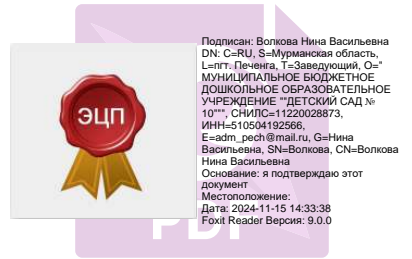 ЭЦП
Подписан: Волкова Нина Васильевна
DN: C=RU, S=Мурманская область,
L=пгт. Печенга, T=Заведующий, O="
МУНИЦИПАЛЬНОЕ БЮДЖЕТНОЕ
ДОШКОЛЬНОЕ ОБРАЗОВАТЕЛЬНОЕ
УЧРЕЖДЕНИЕ ""ДЕТСКИЙ САД №
10""", СНИЛС=11220028873,
ИНН=510504192566,
E=adm_pech@mail.ru, G=Нина
Васильевна, SN=Волкова, CN=Волкова
Нина Васильевна
Основание: я подтверждаю этот
документ
Местоположение:
Дата: 2024-11-15 14:33:38
Foxit Reader Версия: 9.0.0
PDF